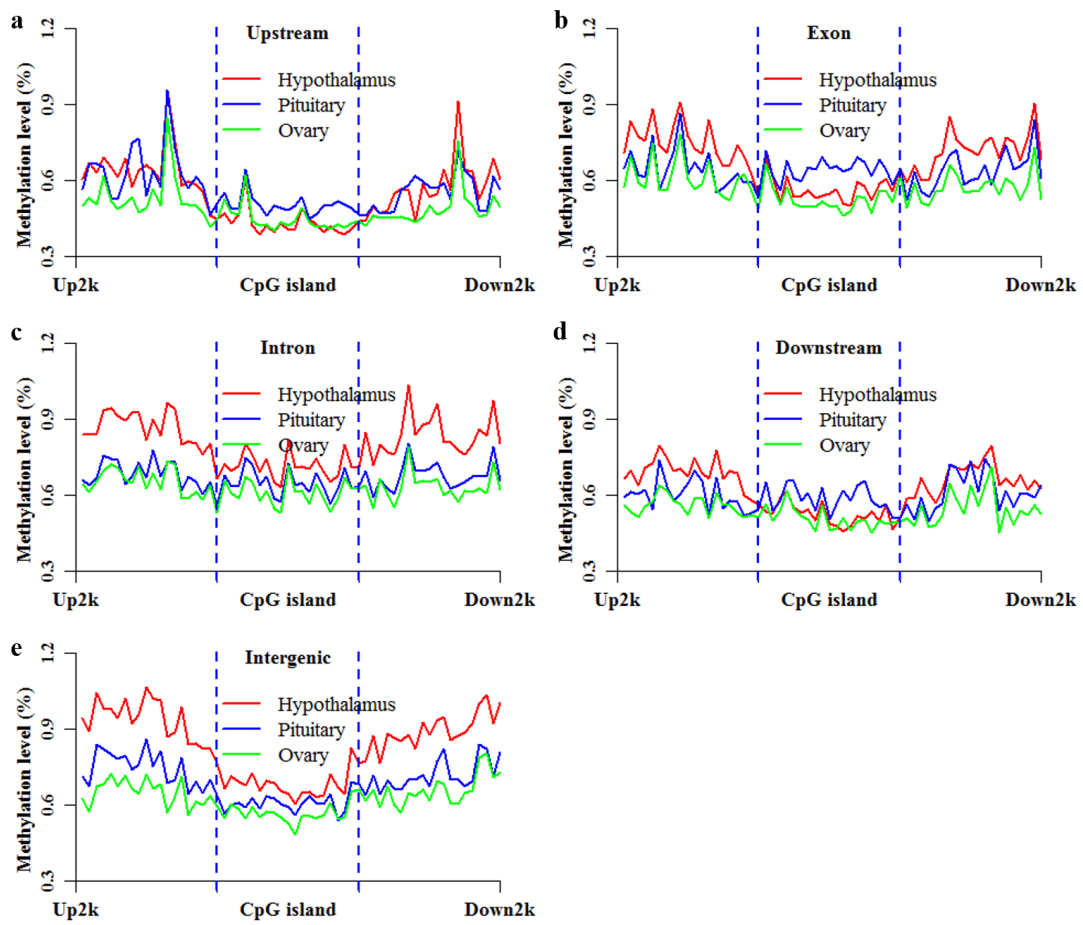 a
Upstream
Methylation level (%)
1.2
0.9
0.6
0.3
Hypothalamus
Pituitary
Ovary
Up2k
CpG island
Down2k
b
Exon
Methylation level (%)
1.2
0.9
0.6
0.3
Hypothalamus
Pituitary
Ovary
Up2k
CpG island
Down2k
c
Intron
Methylation level (%)
1.2
0.9
0.6
0.3
Hypothalamus
Pituitary
Ovary
Up2k
CpG island
Down2k
d
Downstream
Methylation level (%)
1.2
0.9
0.6
0.3
Hypothalamus
Pituitary
Ovary
Up2k
CpG island
Down2k
e
Intergenic
Methylation level (%)
1.2
0.9
0.6
0.3
Hypothalamus
Pituitary
Ovary
Up2k
CpG island
Down2k